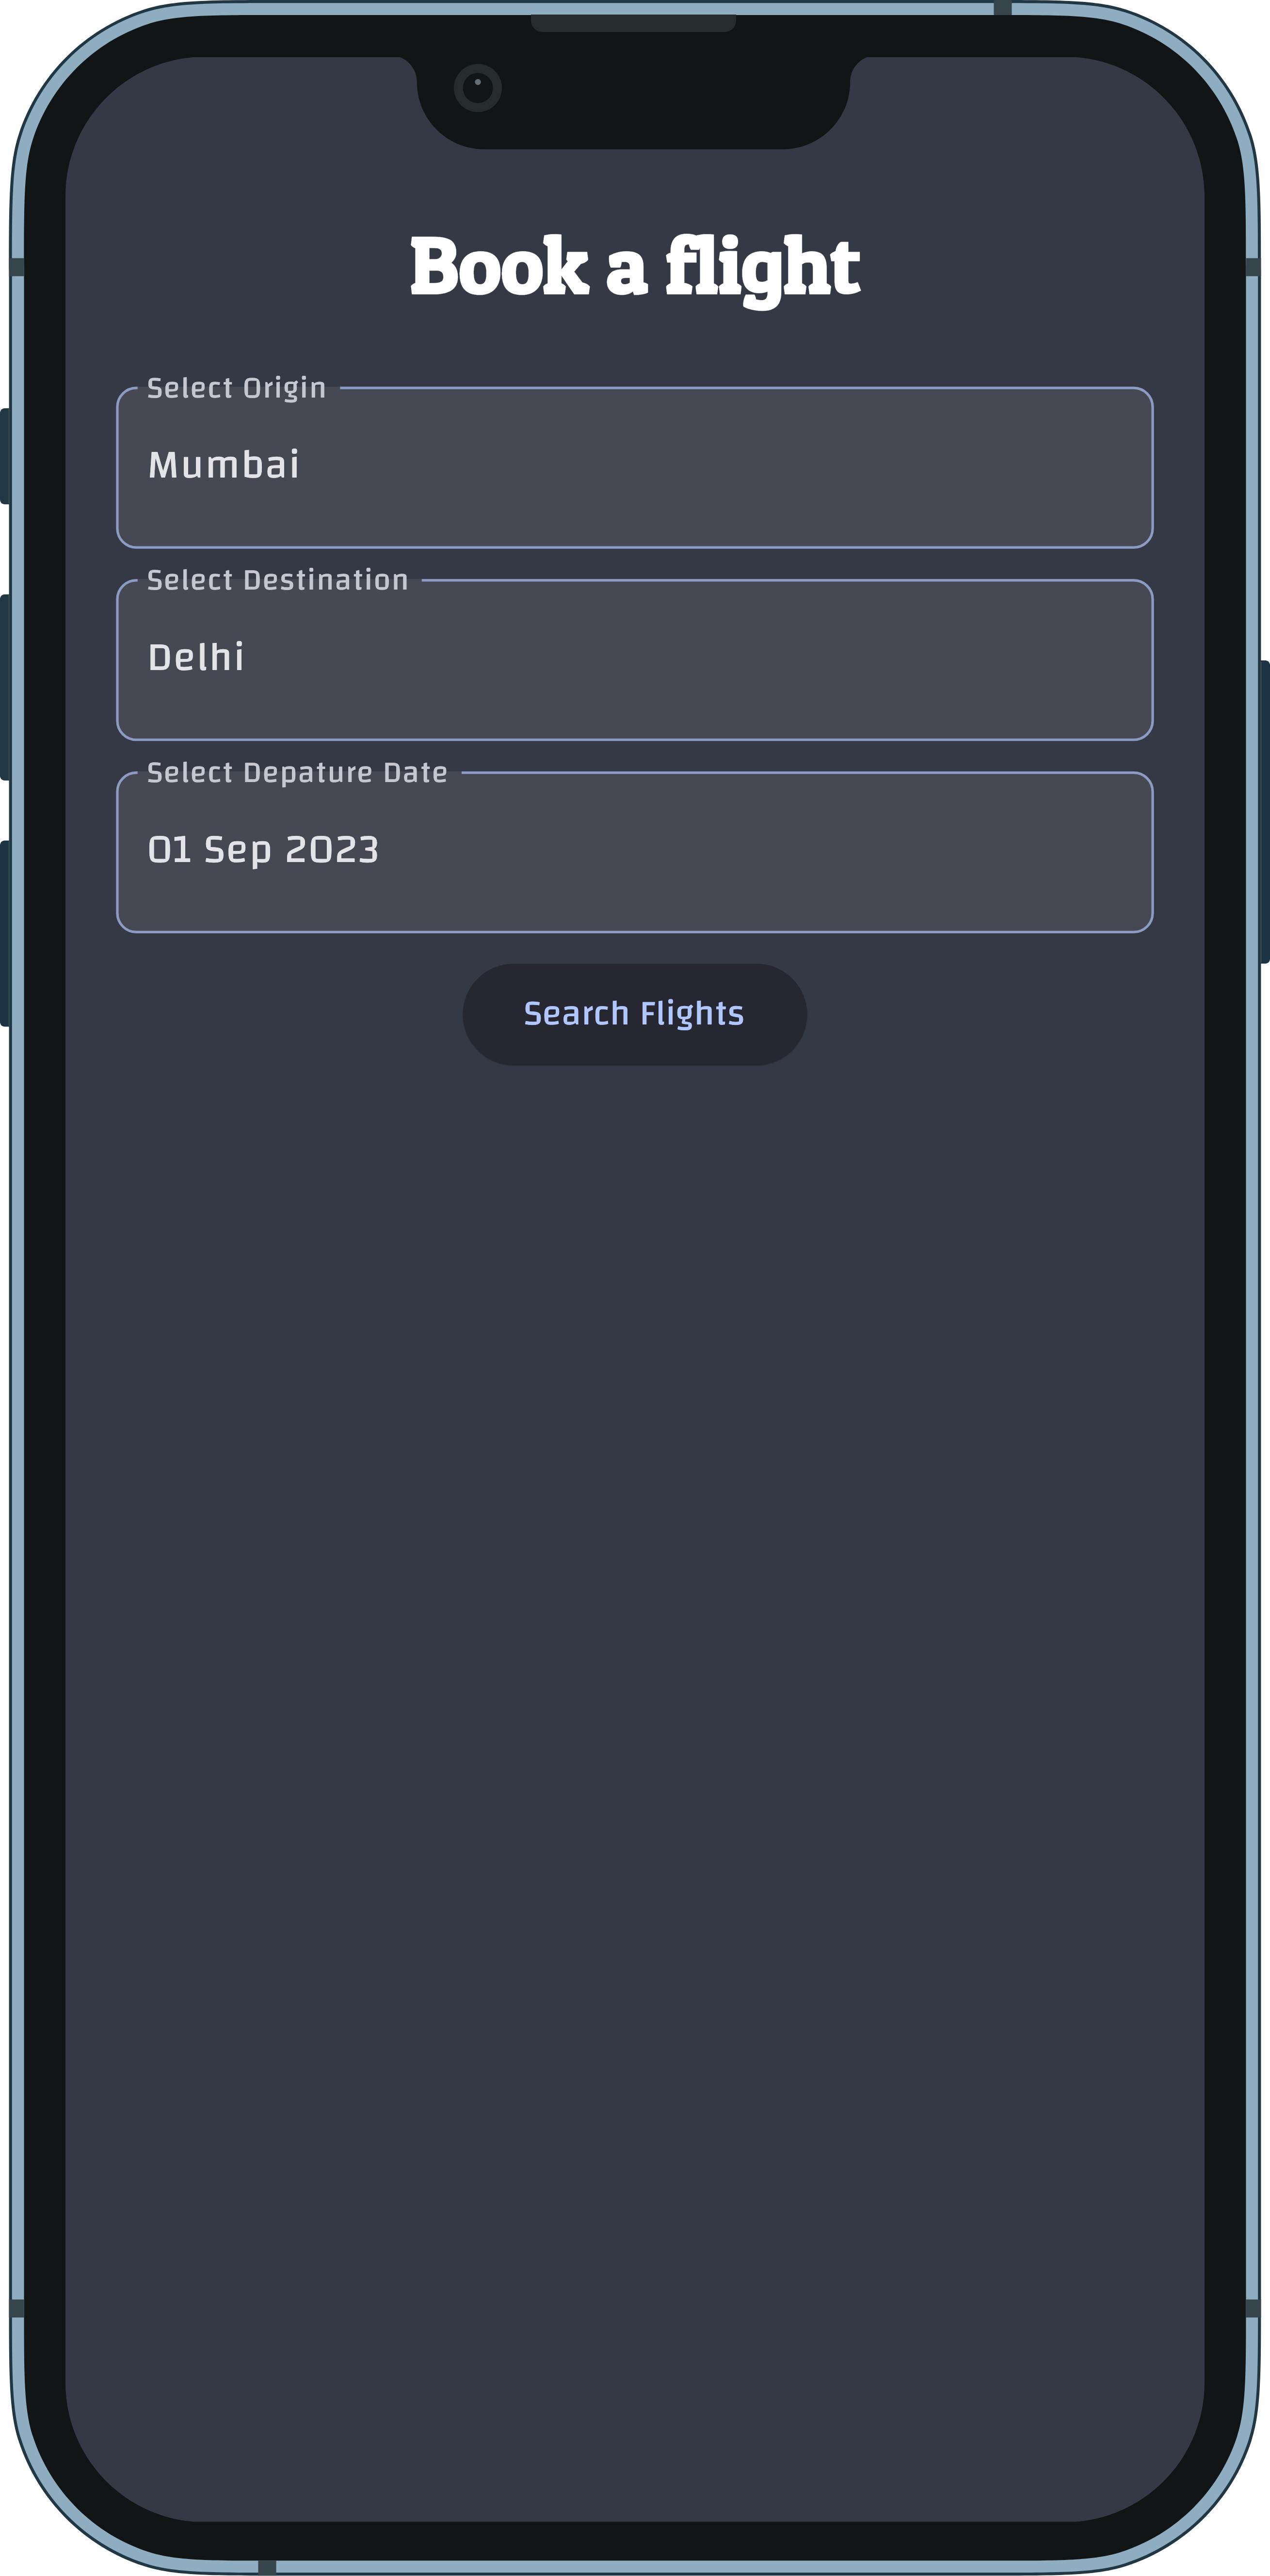 Book a flight
Select Origin
Mumbai
Select Destination
Delhi
Select Depature Date
01 Sep 2023
Search Flights